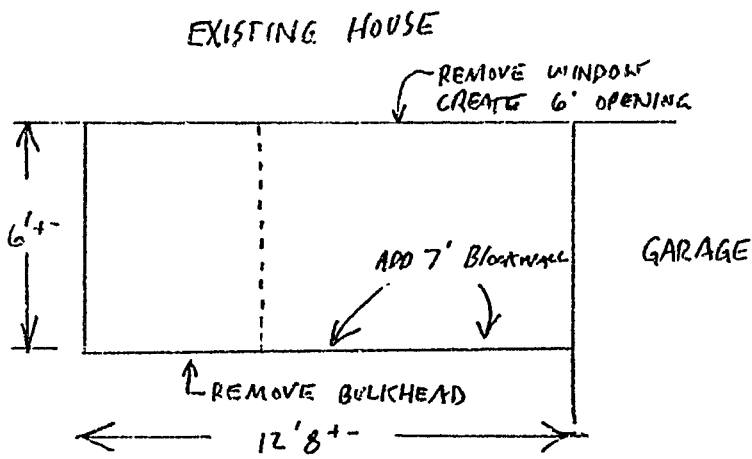 EXISTING HOUSE
REMOVE WINDOW
CREATE 6' OPENING
6'+-
ADD 7' BLOCKWALL
GARAGE
REMOVE BULKHEAD
12'8+-